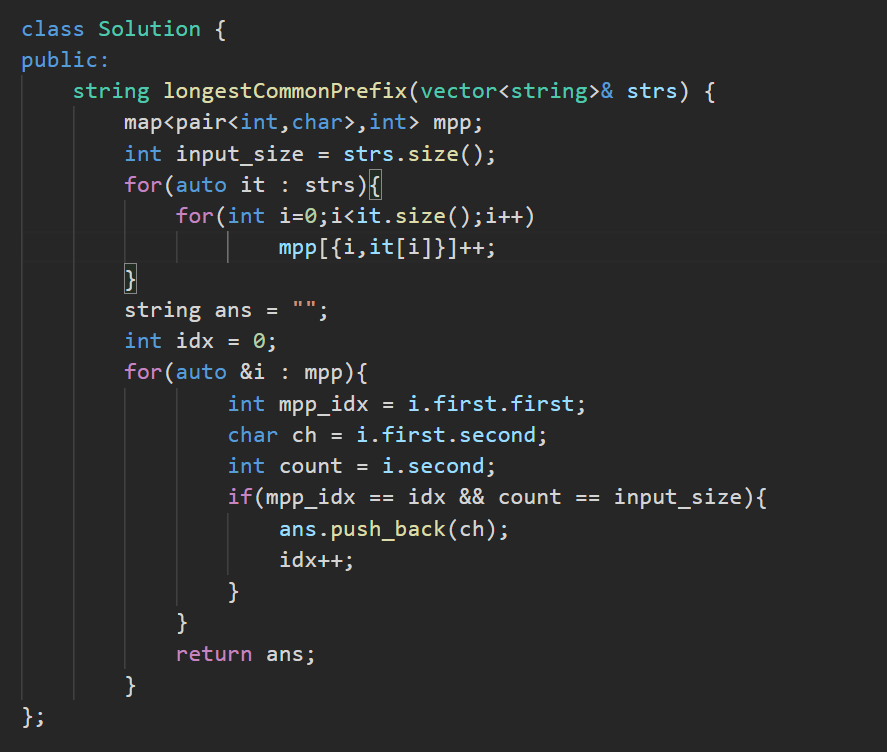 class Solution {
public:
    string longestCommonPrefix(vector<string>& strs) {
        map<pair<int,char>,int> mpp;
        int input_size = strs.size();
        for(auto it : strs){
            for(int i=0;i<it.size();i++)
                    mpp[{i,it[i]}]++;
        }
        string ans = "";
        int idx = 0;
        for(auto &i : mpp){
                int mpp_idx = i.first.first;
                char ch = i.first.second;
                int count = i.second;
                if(mpp_idx == idx && count == input_size){
                    ans.push_back(ch);
                    idx++;
                }
            }
            return ans;
        }
};